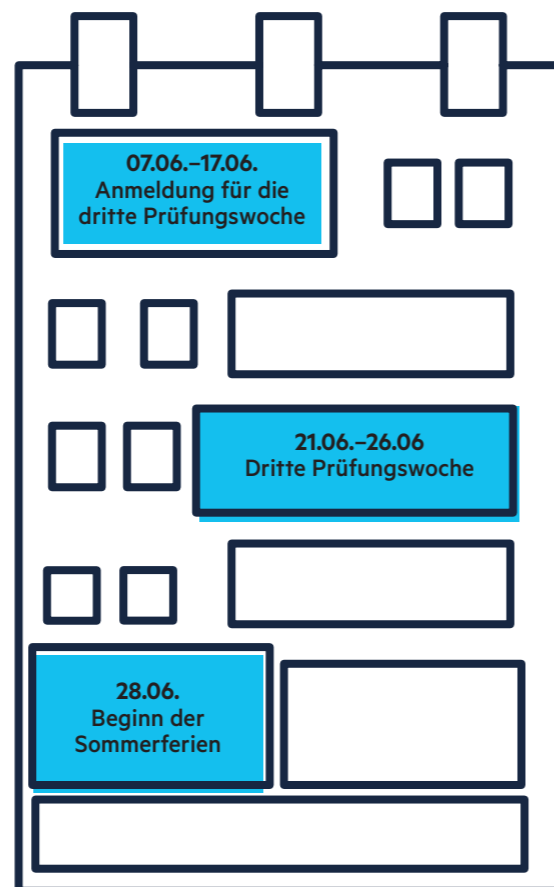 07.06.–17.06.
Anmeldung für die
dritte Prüfungswoche
21.06.–26.06
Dritte Prüfungswoche
28.06.
Beginn der
Sommerferien